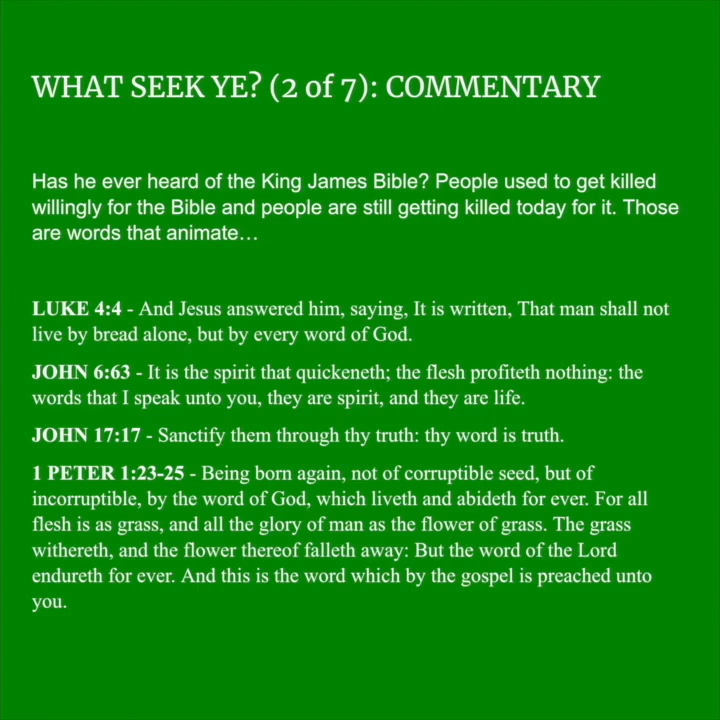 WHAT SEEK YE? (2 of 7): COMMENTARY
Has he ever heard of the King James Bible? People used to get killed
willingly for the Bible and people are still getting killed today for it. Those
are words that animate…
LUKE 4:4 - And Jesus answered him, saying, It is written, That man shall not
live by bread alone, but by every word of God.
JOHN 6:63 - It is the spirit that quickeneth; the flesh profiteth nothing: the
words that I speak unto you, they are spirit, and they are life.
JOHN 17:17 - Sanctify them through thy truth: thy word is truth.
1 PETER 1:23-25 - Being born again, not of corruptible seed, but of
incorruptible, by the word of God, which liveth and abideth for ever. For all
flesh is as grass, and all the glory of man as the flower of grass. The grass
withereth, and the flower thereof falleth away: But the word of the Lord
endureth for ever. And this is the word which by the gospel is preached unto
you.